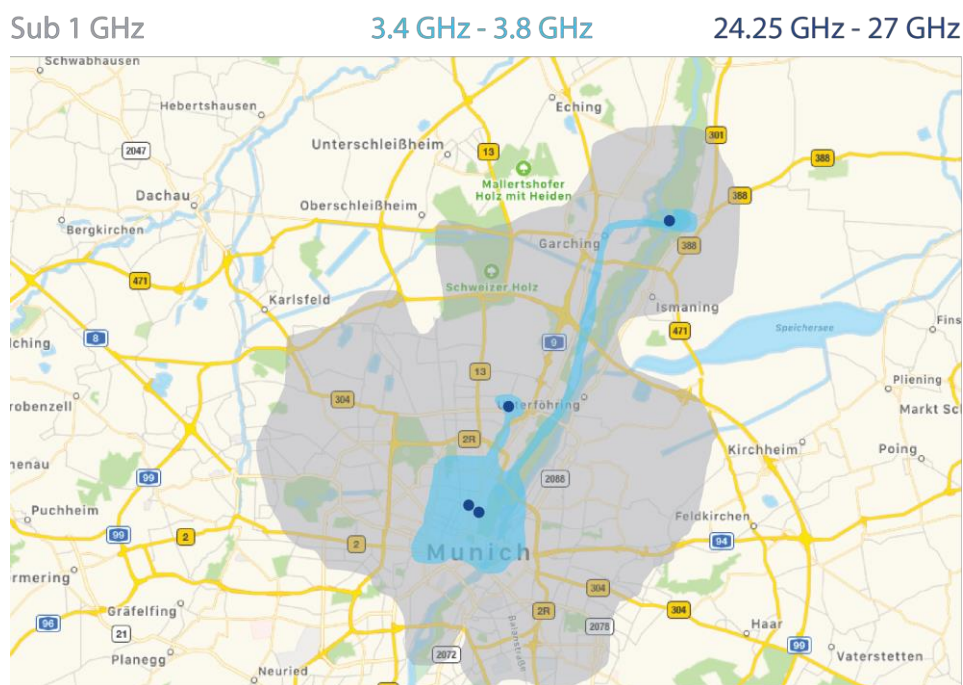 Sub 1 GHz
3.4 GHz - 3.8 GHz
24.25 GHz - 27 GHz
Schwabhausen
Hebertshausen
Eching
301
2047
Unterschleißheim
13
388
Mallertshofer
Holz mit Heiden
Dachau
388
Oberschleißheim
Bergkirchen
Garching
388
471
Schweizer Holz
Karlsfeld
Ismaning
Fins
Speichersee
471
8
9
lching
13
Pliening
304
robenzell
Unterföhring
Markt Sc
2R
Kirchheim
Poing
nenau
99
2088
Puchheim
Feldkirchen
99
2
2
94
Munich
rmering
304
Gräfelfing
2R
304
96
21
2078
Haar
Balanstraße
99
Planegg
2072
Vaterstetten
Neuried